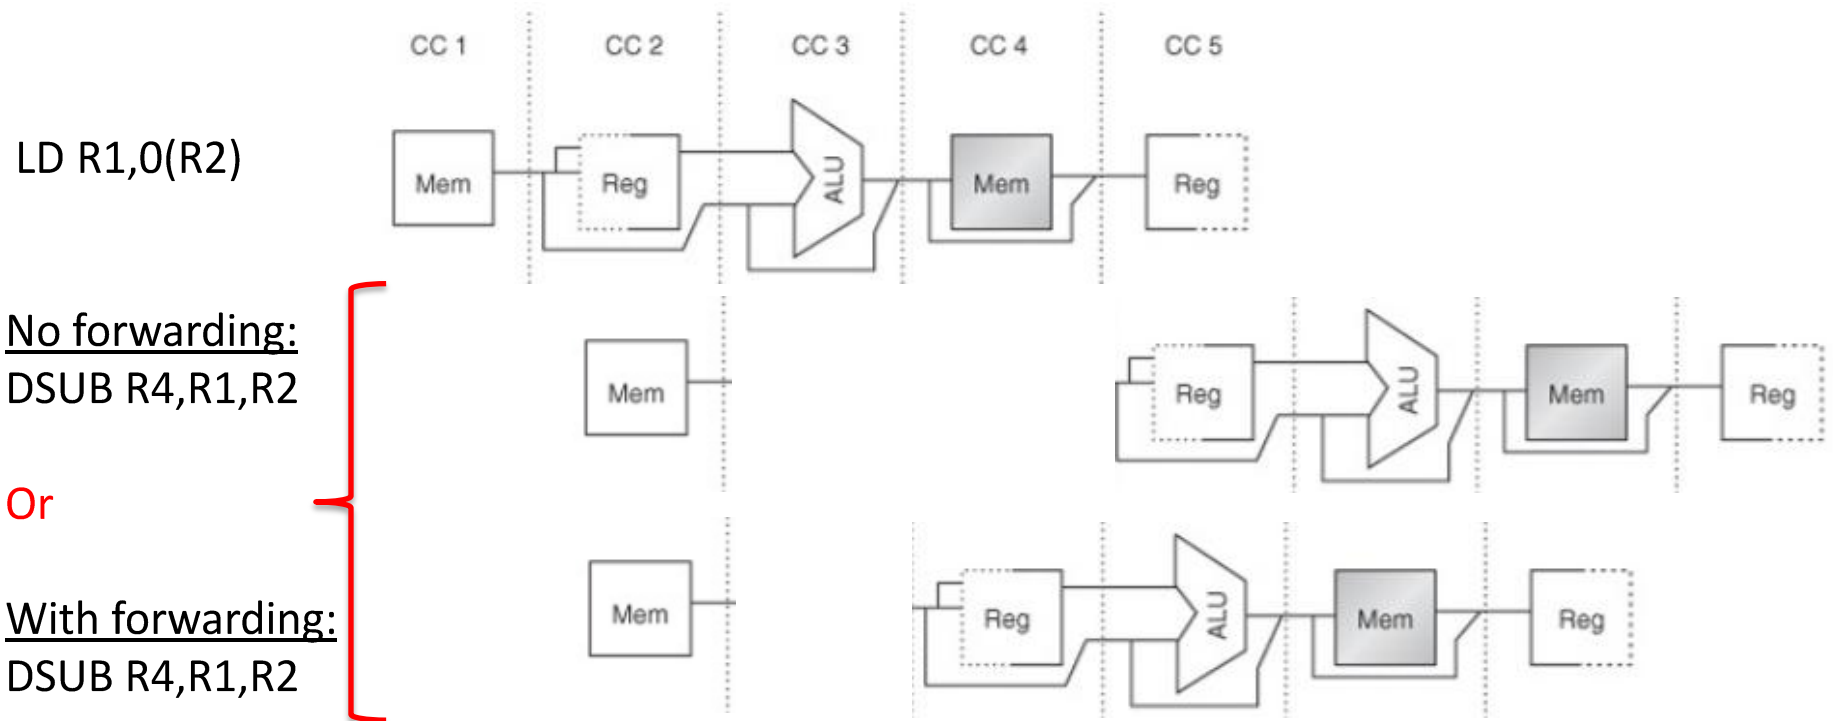 CC 1 CC 2 CC 3 CC 4 CC 5
LD R1,0(R2)
Mem Reg ALU Mem Reg
No forwarding:
DSUB R4,R1,R2
Mem Reg ALU Mem Reg
Or
With forwarding:
DSUB R4,R1,R2
Mem Reg ALU Mem Reg